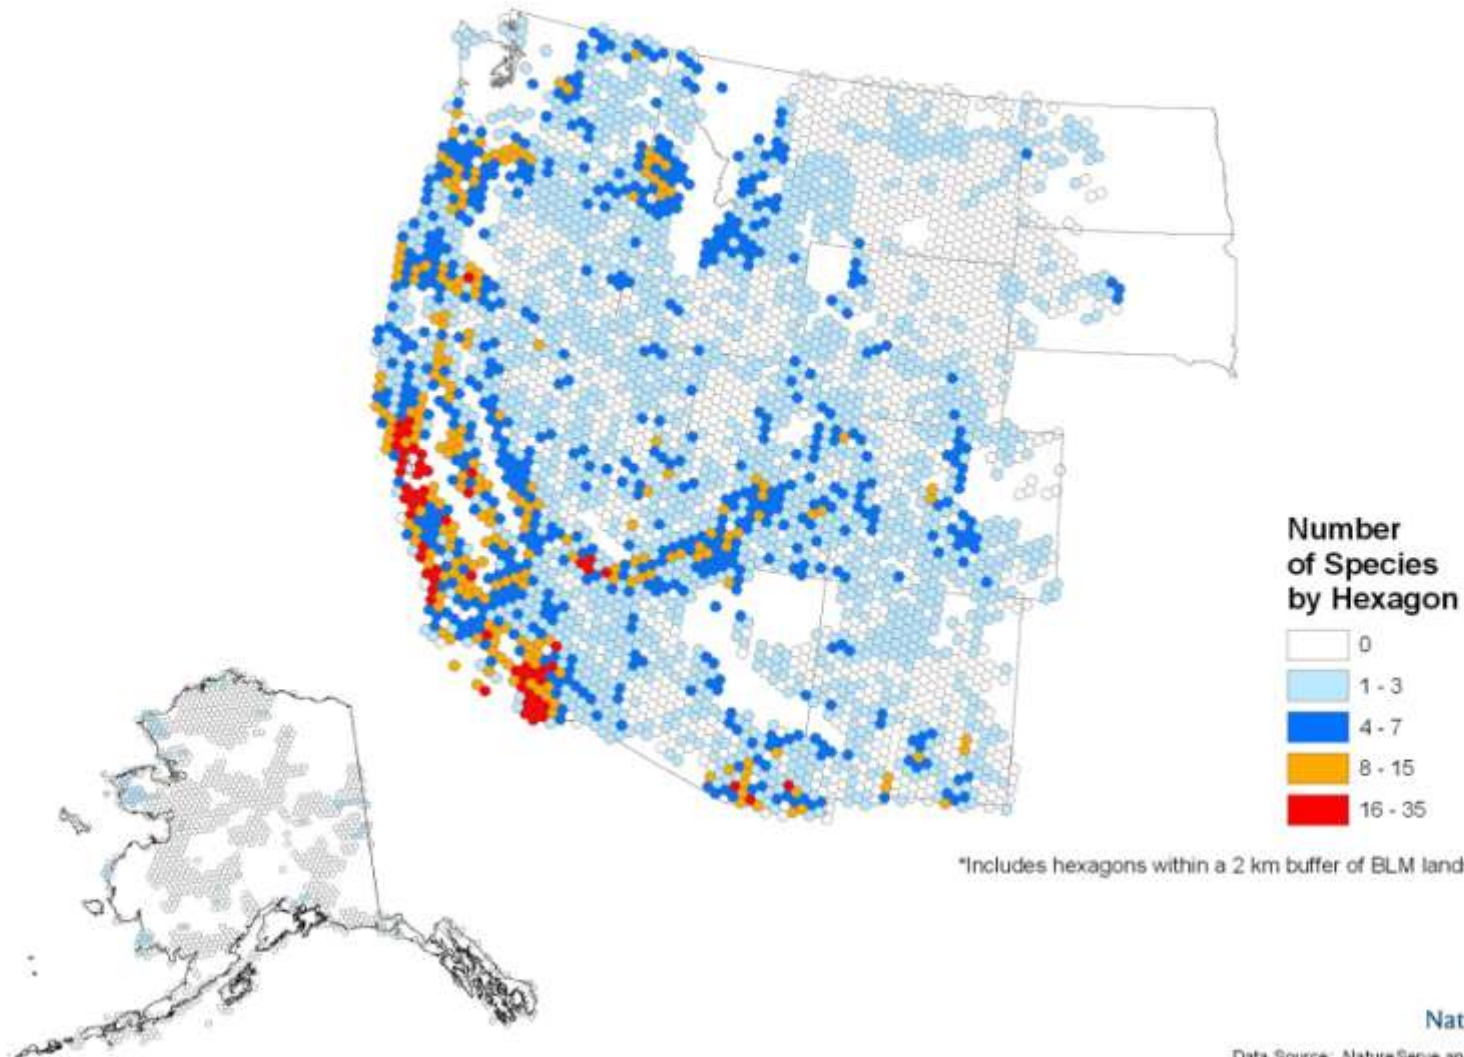 Number
of Species
by Hexagon
0
1 - 3
4 - 7
8 - 15
16 - 35
*Includes hexagons within a 2 km buffer of BLM land
Nat
Data Source: NatureServe an